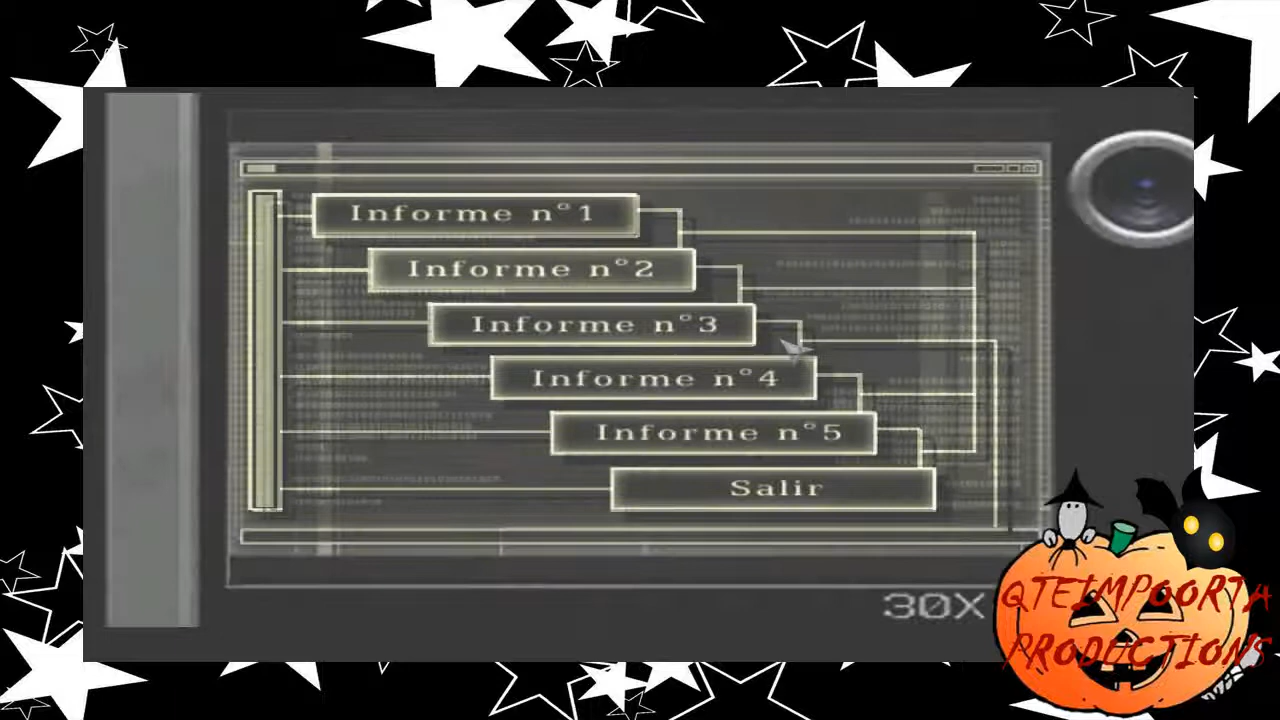 Informe n°1
Informe n°2
Informe n°3
Informe n°4
Informe n°5
Salir
30X
QTEIMPOORTA
PRODUCTIONS